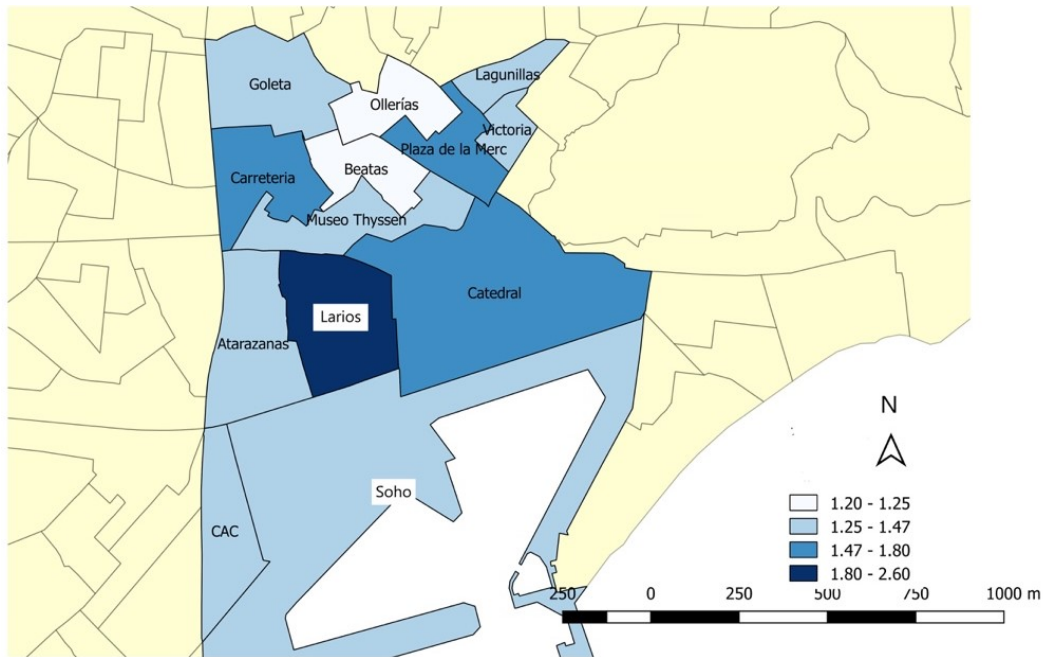 Goleta
Lagunillas
Ollerías
Victoria
Plaza de la Merc
Beatas
Carreteria
Museo Thyssen
Catedral
Larios
Atarazanas
N
Soho
CAC
1.20 - 1.25
1.25 - 1.47
1.47 - 1.80
1.80 - 2.60
250 0 250 500 750 1000 m